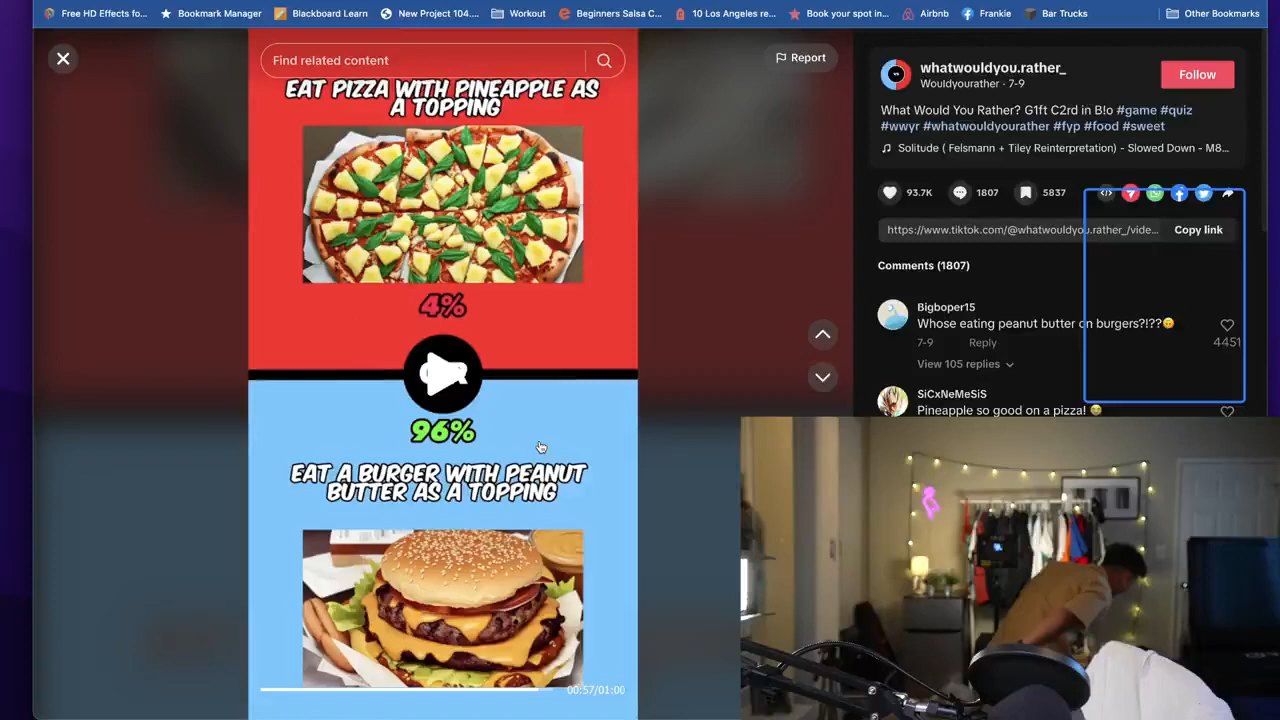 Free HD Effects fo...
Bookmark Manager
Blackboard Learn
New Project 104....
Workout
Beginners Salsa C...
10 Los Angeles re...
Book your spot in...
Airbnb
Frankie
Bar Trucks
Other Bookmarks
Find related content
Report
EAT PIZZA WITH PINEAPPLE AS
A TOPPING
4%
96%
EAT A BURGER WITH PEANUT
BUTTER AS A TOPPING
00:57/01:00
whatwouldyou.rather_
Wouldyourather · 7-9
Follow
What Would You Rather? G1ft C2rd in B!o #game #quiz
#wwyr #whatwouldyourather #fyp #food #sweet
Solitude ( Felsmann + Tiley Reinterpretation) - Slowed Down - M8...
93.7K
1807
5837
https://www.tiktok.com/@whatwouldyou.rather_/vide...
Copy link
Comments (1807)
Bigboper15
Whose eating peanut butter on burgers?!??
4451
7-9 Reply
View 105 replies
SiCxNeMeSiS
Pineapple so good on a pizza!